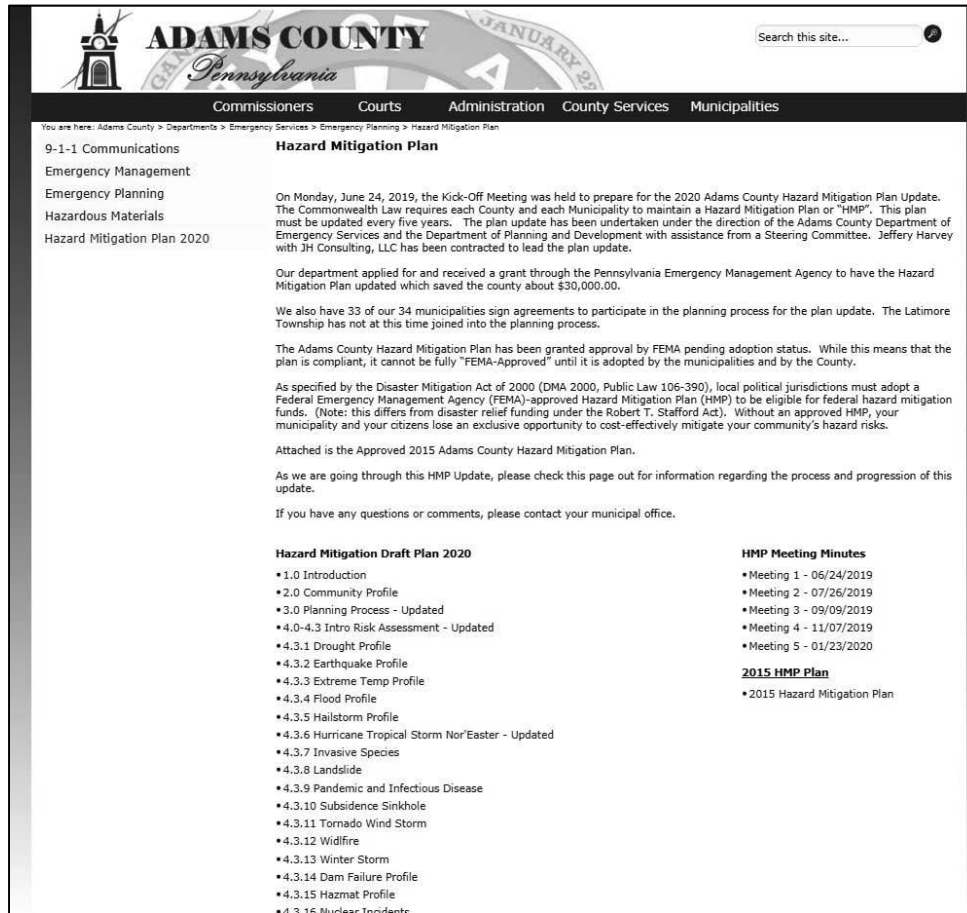 ADAMS COUNTY
Pennsylvania
JANUARY 22
Search this site...
Commissioners Courts Administration County Services Municipalities
You are here: Adams County > Departments > Emergency Services > Emergency Planning > Hazard Mitigation Plan
9-1-1 Communications
Emergency Management
Emergency Planning
Hazardous Materials
Hazard Mitigation Plan 2020
Hazard Mitigation Plan
On Monday, June 24, 2019, the Kick-Off Meeting was held to prepare for the 2020 Adams County Hazard Mitigation Plan Update.
The Commonwealth Law requires each County and each Municipality to maintain a Hazard Mitigation Plan or "HMP". This plan
must be updated every five years. The plan update has been undertaken under the direction of the Adams County Department of
Emergency Services and the Department of Planning and Development with assistance from a Steering Committee. Jeffery Harvey
with JH Consulting, LLC has been contracted to lead the plan update.
Our department applied for and received a grant through the Pennsylvania Emergency Management Agency to have the Hazard
Mitigation Plan updated which saved the county about $30,000.00.
We also have 33 of our 34 municipalities sign agreements to participate in the planning process for the plan update. The Latimore
Township has not at this time joined into the planning process.
The Adams County Hazard Mitigation Plan has been granted approval by FEMA pending adoption status. While this means that the
plan is compliant, it cannot be fully "FEMA-Approved" until it is adopted by the municipalities and by the County.
As specified by the Disaster Mitigation Act of 2000 (DMA 2000, Public Law 106-390), local political jurisdictions must adopt a
Federal Emergency Management Agency (FEMA)-approved Hazard Mitigation Plan (HMP) to be eligible for federal hazard mitigation
funds. (Note: this differs from disaster relief funding under the Robert T. Stafford Act). Without an approved HMP, your
municipality and your citizens lose an exclusive opportunity to cost-effectively mitigate your community's hazard risks.
Attached is the Approved 2015 Adams County Hazard Mitigation Plan.
As we are going through this HMP Update, please check this page out for information regarding the process and progression of this
update.
If you have any questions or comments, please contact your municipal office.
Hazard Mitigation Draft Plan 2020
• 1.0 Introduction
• 2.0 Community Profile
• 3.0 Planning Process - Updated
• 4.0-4.3 Intro Risk Assessment - Updated
• 4.3.1 Drought Profile
• 4.3.2 Earthquake Profile
• 4.3.3 Extreme Temp Profile
• 4.3.4 Flood Profile
• 4.3.5 Hailstorm Profile
• 4.3.6 Hurricane Tropical Storm Nor'Easter - Updated
• 4.3.7 Invasive Species
• 4.3.8 Landslide
• 4.3.9 Pandemic and Infectious Disease
• 4.3.10 Subsidence Sinkhole
• 4.3.11 Tornado Wind Storm
• 4.3.12 Widlfire
• 4.3.13 Winter Storm
• 4.3.14 Dam Failure Profile
• 4.3.15 Hazmat Profile
• 4.3.16 Nuclear Incidents
HMP Meeting Minutes
• Meeting 1 - 06/24/2019
• Meeting 2 - 07/26/2019
• Meeting 3 - 09/09/2019
• Meeting 4 - 11/07/2019
• Meeting 5 - 01/23/2020
2015 HMP Plan
• 2015 Hazard Mitigation Plan